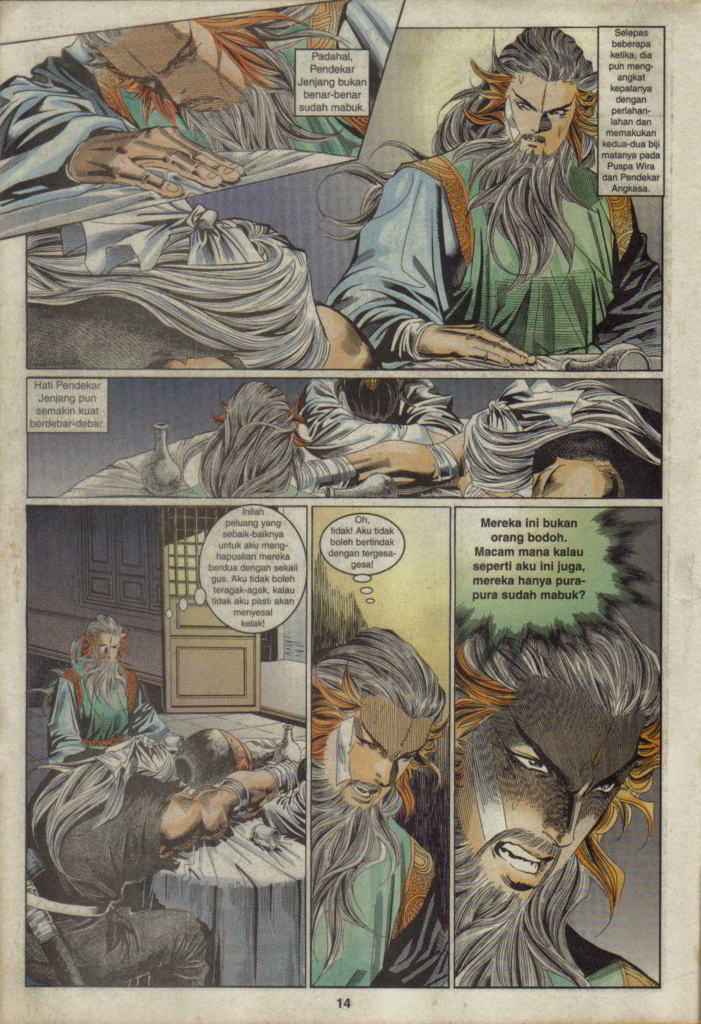 Padahal,
Pendekar
Jenjang bukan
benar-benar
sudah mabuk.
Selepas
beberapa
ketika, dia
pun meng-
angkat
kepalanya
dengan
perlahan-
lahan dan
memakukan
kedua-dua biji
matanya pada
Puspa Wira
dan Pendekar
Angkasa.
Hati Pendekar
Jenjang pun
semakin kuat
berdebar-debar.
Inilah
peluang yang
sebaik-baiknya
untuk aku meng-
hapuskan mereka
berdua dengan sekali
gus. Aku tidak boleh
teragak-agak, kalau
tidak aku pasti akan
menyesal
kelak!
Oh,
tidak! Aku tidak
boleh bertindak
dengan tergesa-
gesa!
Mereka ini bukan
orang bodoh.
Macam mana kalau
seperti aku ini juga,
mereka hanya pura-
pura sudah mabuk?
14